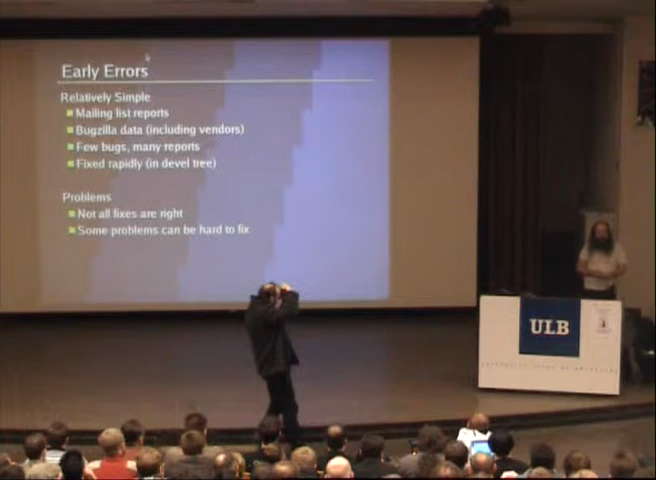 Early Errors
Relatively Simple
Mailing list reports
Bugzilla data (including vendors)
Few bugs, many reports
Fixed rapidly (in devel tree)
Problems
Not all fixes are right
Some problems can be hard to fix
ULB